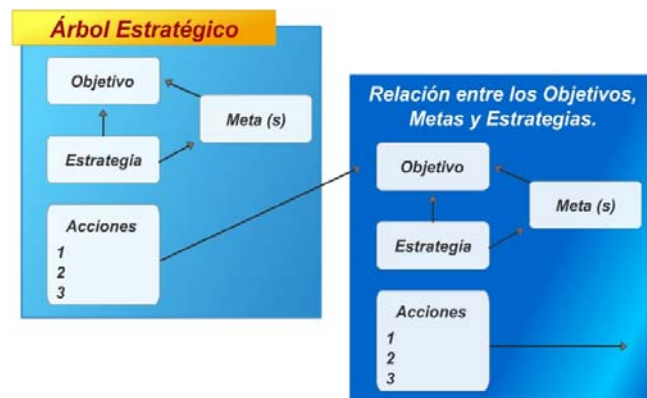 Árbol Estratégico
Objetivo
Meta (s)
Estrategia
Acciones
1
2
3
Relación entre los Objetivos,
Metas y Estrategias.
Objetivo
Meta (s)
Estrategia
Acciones
1
2
3